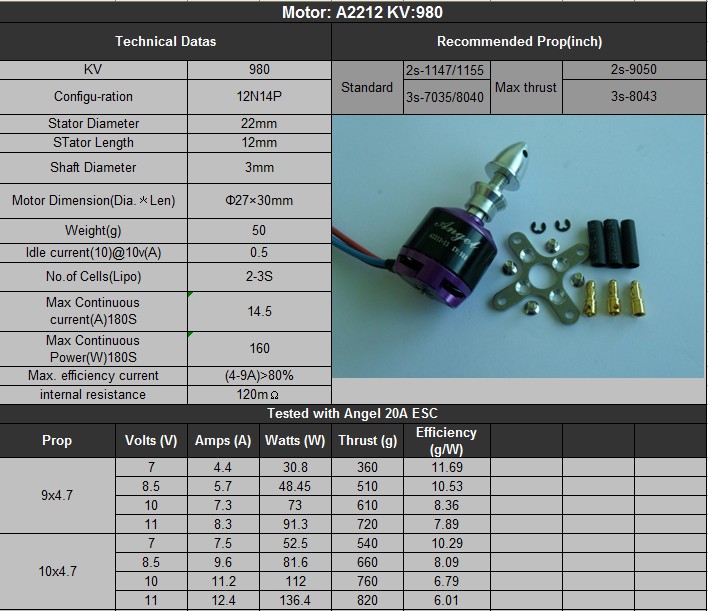 Motor: A2212 KV:980
Technical Datas
Recommended Prop(inch)
KV 980
Configu-ration 12N14P
Stator Diameter 22mm
STator Length 12mm
Shaft Diameter 3mm
Motor Dimension(Dia.※Len) Φ27×30mm
Weight(g) 50
Idle current(10)@10v(A) 0.5
No.of Cells(Lipo) 2-3S
Max Continuous
current(A)180S 14.5
Max Continuous
Power(W)180S 160
Max. efficiency current (4-9A)>80%
internal resistance 120mΩ
Standard 2s-1147/1155 Max thrust 2s-9050
3s-7035/8040 3s-8043
Angel
Tested with Angel 20A ESC
Prop Volts (V) Amps (A) Watts (W) Thrust (g) Efficiency
(g/W)
9x4.7
7 4.4 30.8 360 11.69
8.5 5.7 48.45 510 10.53
10 7.3 73 610 8.36
11 8.3 91.3 720 7.89
10x4.7
7 7.5 52.5 540 10.29
8.5 9.6 81.6 660 8.09
10 11.2 112 760 6.79
11 12.4 136.4 820 6.01